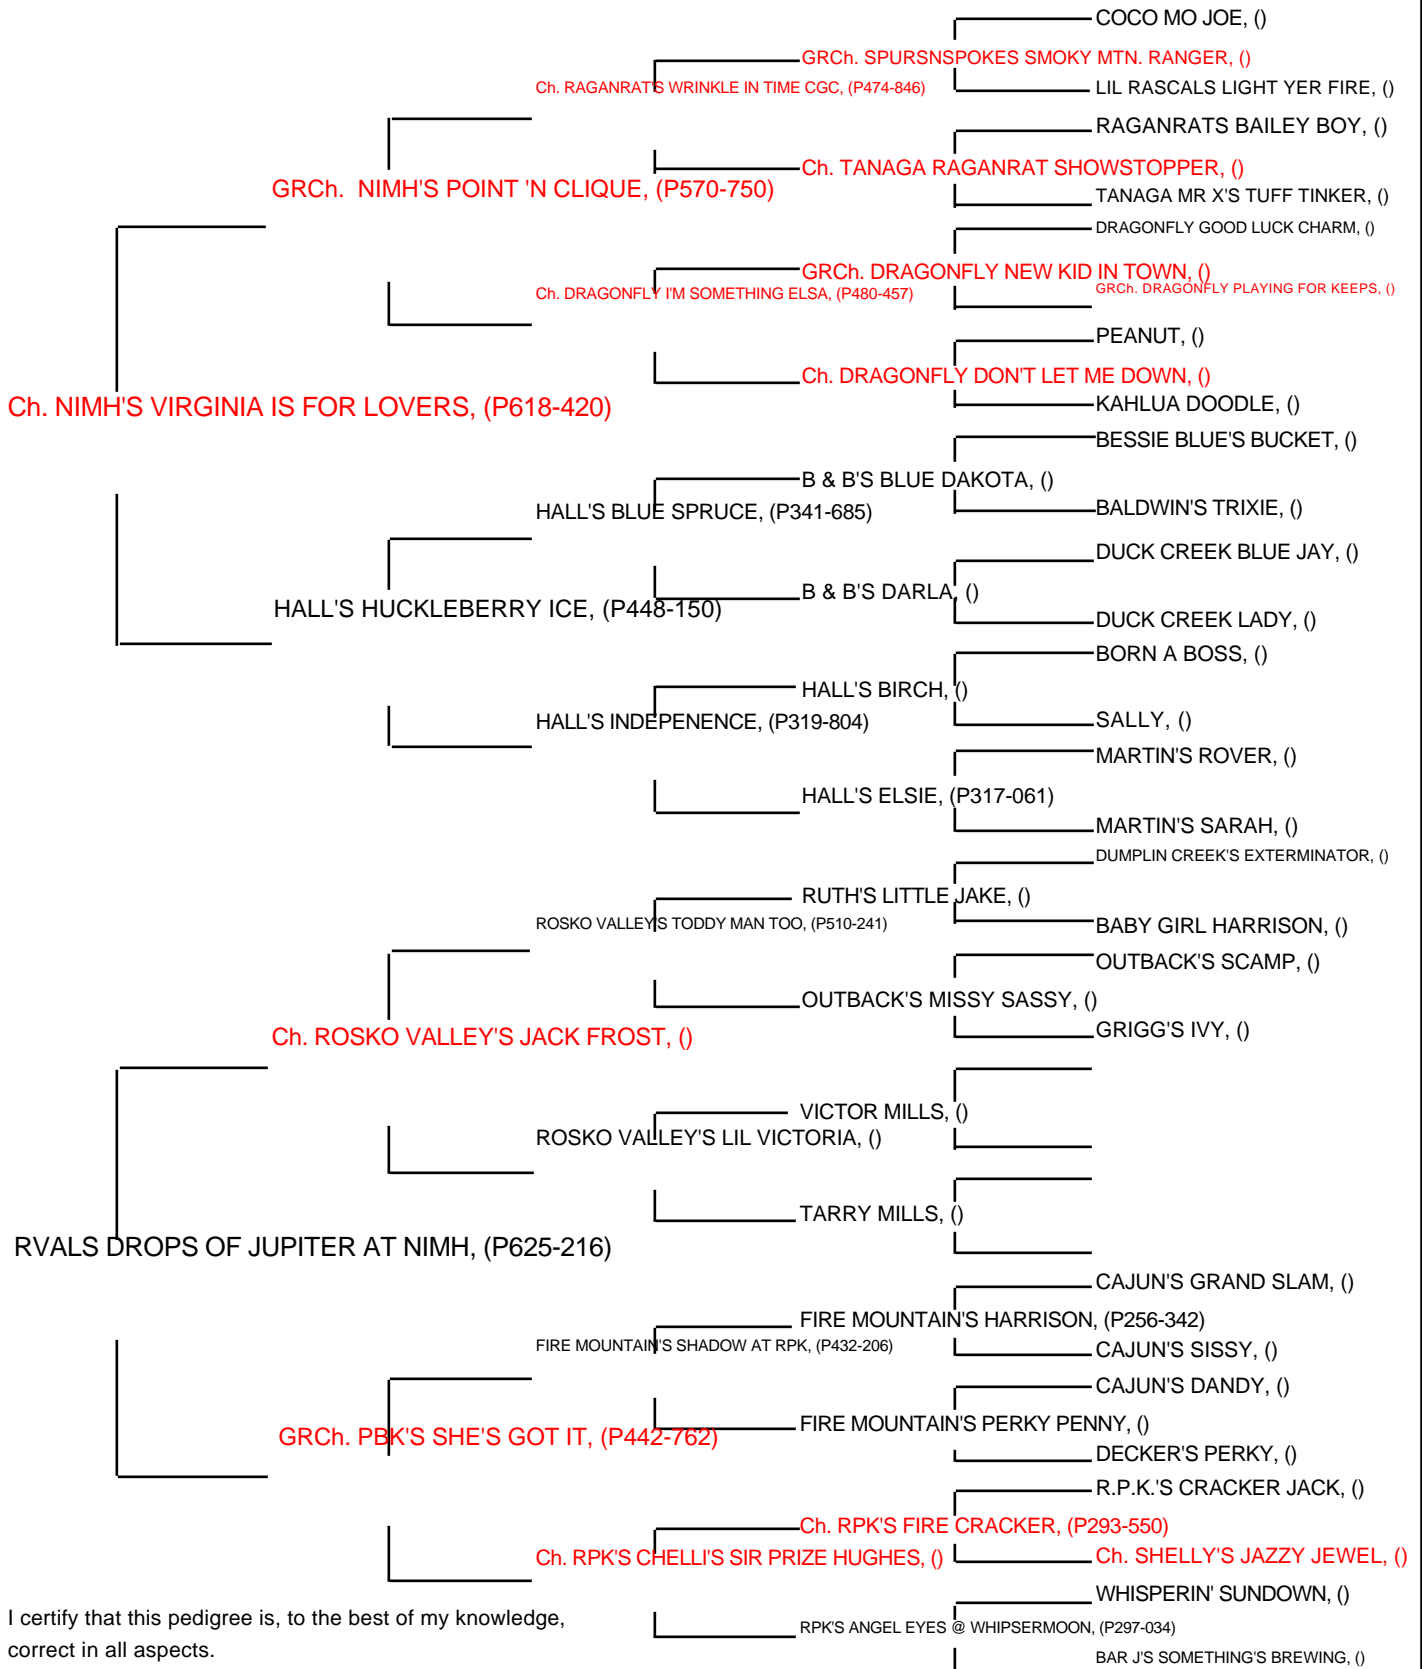 COCO MO JOE, ()
GRCh. SPURSNSPOKES SMOKY MTN. RANGER, ()
Ch. RAGANRAT'S WRINKLE IN TIME CGC, (P474-846)
LIL RASCALS LIGHT YER FIRE, ()
RAGANRATS BAILEY BOY, ()
Ch. TANAGA RAGANRAT SHOWSTOPPER, ()
GRCh.  NIMH'S POINT 'N CLIQUE, (P570-750)
TANAGA MR X'S TUFF TINKER, ()
DRAGONFLY GOOD LUCK CHARM, ()
GRCh. DRAGONFLY NEW KID IN TOWN, ()
Ch. DRAGONFLY I'M SOMETHING ELSA, (P480-457)
GRCh. DRAGONFLY PLAYING FOR KEEPS, ()
PEANUT, ()
Ch. DRAGONFLY DON'T LET ME DOWN, ()
Ch. NIMH'S VIRGINIA IS FOR LOVERS, (P618-420)
KAHLUA DOODLE, ()
BESSIE BLUE'S BUCKET, ()
B & B'S BLUE DAKOTA, ()
HALL'S BLUE SPRUCE, (P341-685)
BALDWIN'S TRIXIE, ()
DUCK CREEK BLUE JAY, ()
B & B'S DARLA, ()
HALL'S HUCKLEBERRY ICE, (P448-150)
DUCK CREEK LADY, ()
BORN A BOSS, ()
HALL'S BIRCH, ()
HALL'S INDEPENENCE, (P319-804)
SALLY, ()
MARTIN'S ROVER, ()
HALL'S ELSIE, (P317-061)
MARTIN'S SARAH, ()
DUMPLIN CREEK'S EXTERMINATOR, ()
RUTH'S LITTLE JAKE, ()
ROSKO VALLEY'S TODDY MAN TOO, (P510-241)
BABY GIRL HARRISON, ()
OUTBACK'S SCAMP, ()
OUTBACK'S MISSY SASSY, ()
Ch. ROSKO VALLEY'S JACK FROST, ()
GRIGG'S IVY, ()
VICTOR MILLS, ()
ROSKO VALLEY'S LIL VICTORIA, ()
TARRY MILLS, ()
RVALS DROPS OF JUPITER AT NIMH, (P625-216)
CAJUN'S GRAND SLAM, ()
FIRE MOUNTAIN'S HARRISON, (P256-342)
FIRE MOUNTAIN'S SHADOW AT RPK, (P432-206)
CAJUN'S SISSY, ()
CAJUN'S DANDY, ()
FIRE MOUNTAIN'S PERKY PENNY, ()
GRCh. PBK'S SHE'S GOT IT, (P442-762)
DECKER'S PERKY, ()
R.P.K.'S CRACKER JACK, ()
Ch. RPK'S FIRE CRACKER, (P293-550)
Ch. RPK'S CHELLI'S SIR PRIZE HUGHES, ()
Ch. SHELLY'S JAZZY JEWEL, ()
WHISPERIN' SUNDOWN, ()
RPK'S ANGEL EYES @ WHIPSERMOON, (P297-034)
BAR J'S SOMETHING'S BREWING, ()
I certify that this pedigree is, to the best of my knowledge,
correct in all aspects.